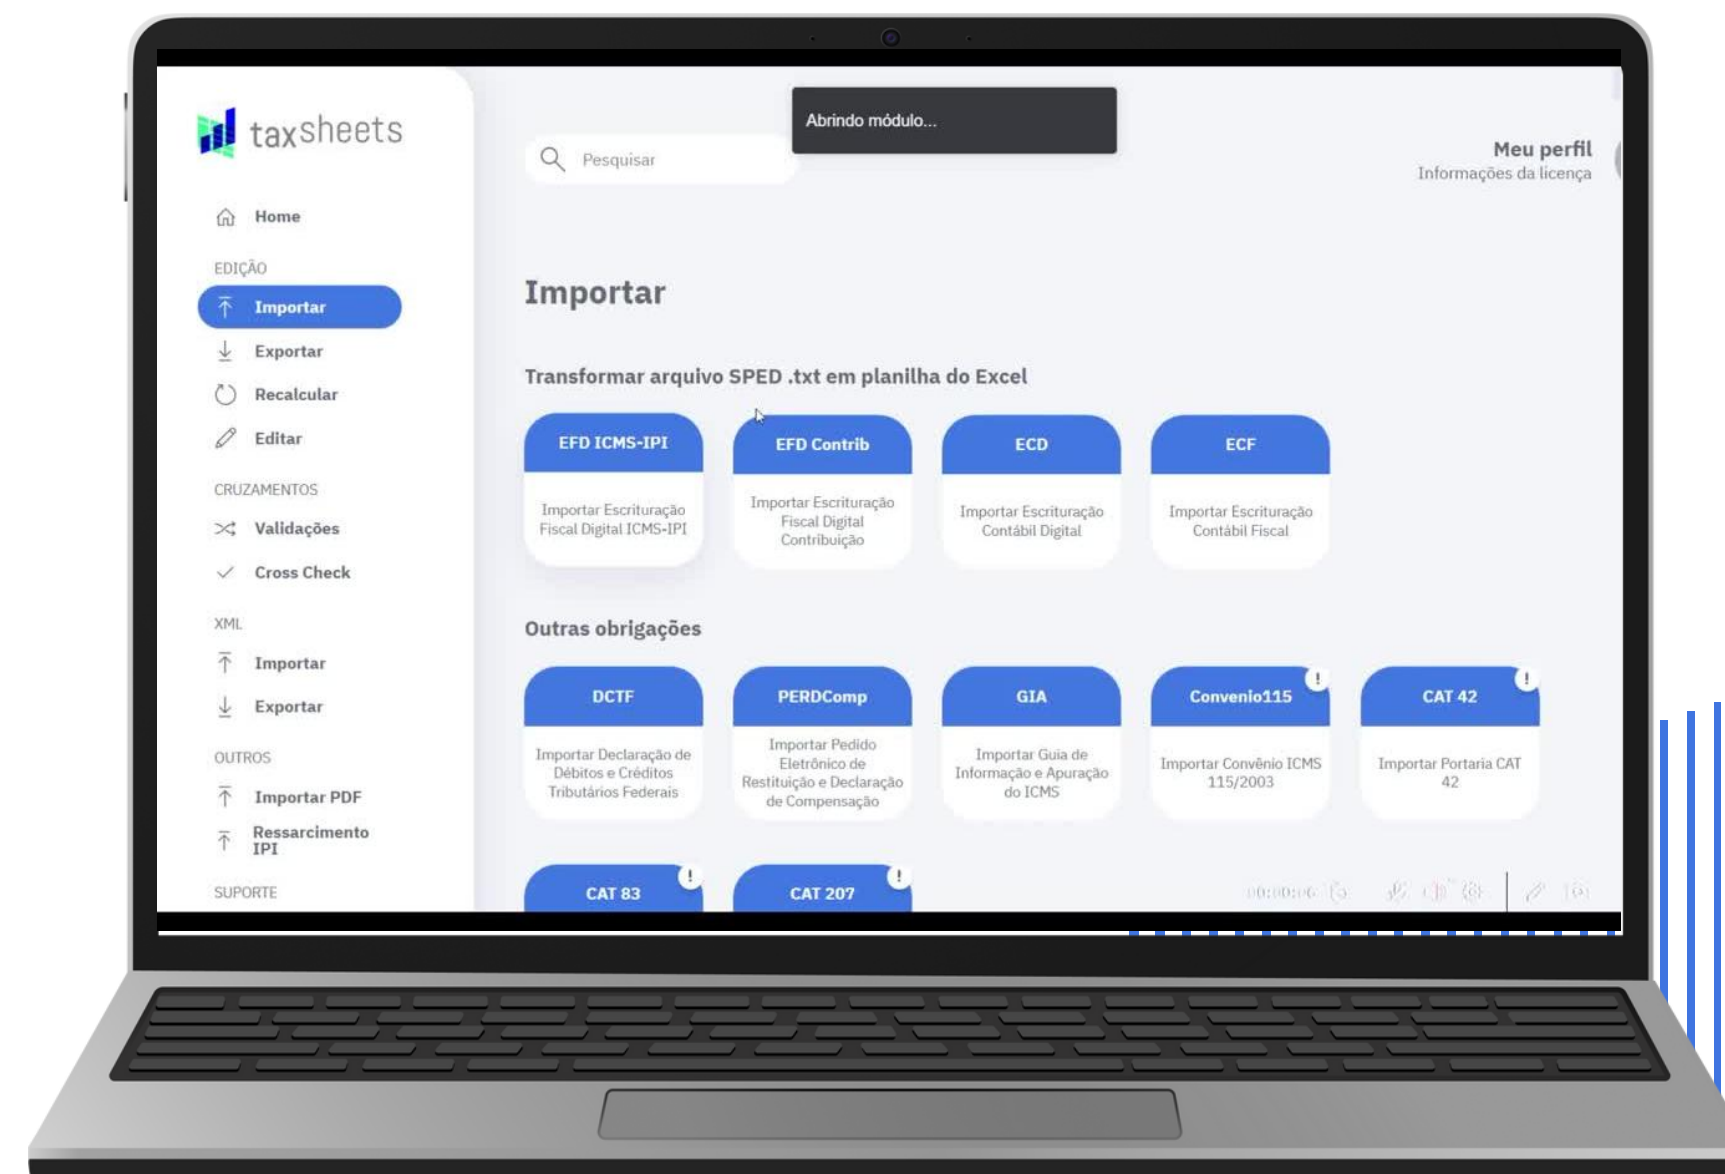 taxsheets
Home
EDIÇÃO
Importar
Exportar
Recalcular
Editar
CRUZAMENTOS
Validações
Cross Check
XML
Importar
Exportar
OUTROS
Importar PDF
Ressarcimento
IPI
SUPORTE
Abrindo módulo...
Pesquisar
Meu perfil
Informações da licença
Importar
Transformar arquivo SPED .txt em planilha do Excel
EFD ICMS-IPI
Importar Escrituração
Fiscal Digital ICMS-IPI
EFD Contrib
Importar Escrituração
Fiscal Digital
Contribuição
ECD
Importar Escrituração
Contábil Digital
ECF
Importar Escrituração
Contábil Fiscal
Outras obrigações
DCTF
Importar Declaração de
Débitos e Créditos
Tributários Federais
PERDComp
Importar Pedido
Eletrônico de
Restituição e Declaração
de Compensação
GIA
Importar Guia de
Informação e Apuração
do ICMS
Convenio115
!
Importar Convênio ICMS
115/2003
CAT 42
!
Importar Portaria CAT
42
CAT 83
!
CAT 207
!